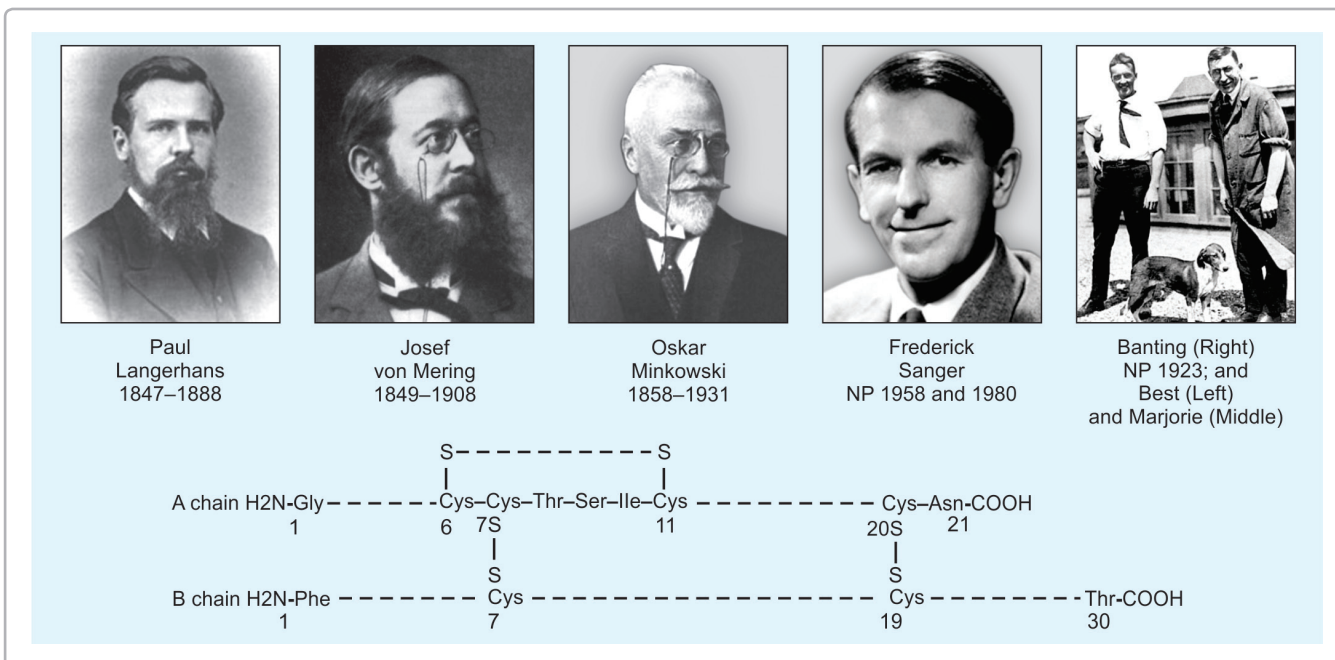 Paul
Langerhans
1847–1888
Josef
von Mering
1849–1908
Oskar
Minkowski
1858–1931
Frederick
Sanger
NP 1958 and 1980
Banting (Right)
NP 1923; and
Best (Left)
and Marjorie (Middle)
S – – – – – – – – – – – S
A chain H2N-Gly – – – – – – – Cys–Cys–Thr–Ser–Ile–Cys – – – – – – – – – Cys–Asn-COOH
1 6 7S 11 20S 21
S S
B chain H2N-Phe – – – – – – – – Cys – – – – – – – – – – – – – – – – – Cys – – – – – – – – Thr-COOH
1 7 19 30